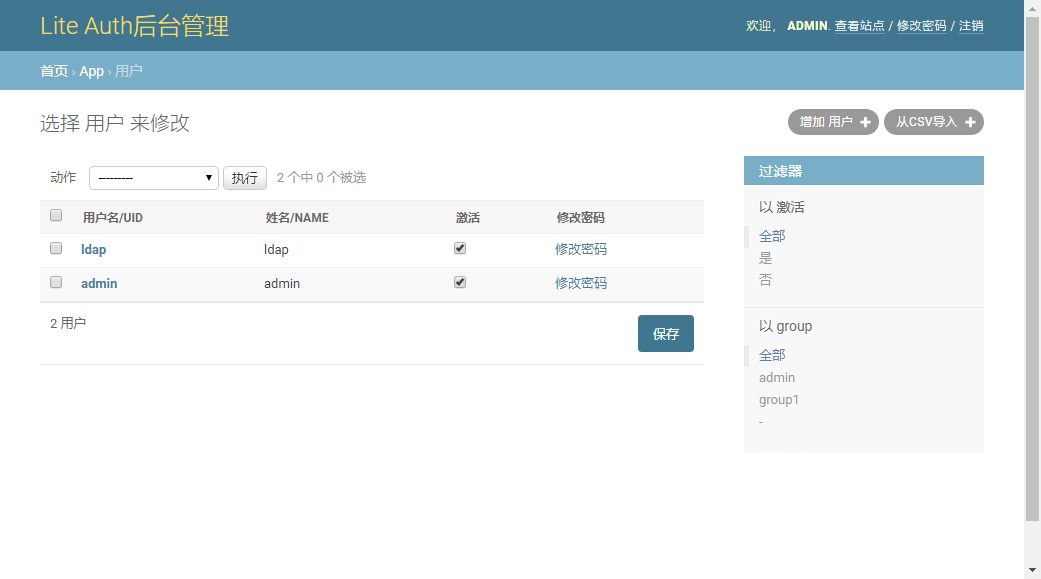 Lite Auth后台管理
欢迎， ADMIN. 查看站点 / 修改密码 / 注销
首页 › App › 用户
选择 用户 来修改
增加 用户
从CSV导入
动作 --------- 执行 2 个中 0 个被选
用户名/UID 姓名/NAME 激活 修改密码
ldap ldap 修改密码
admin admin 修改密码
2 用户
保存
过滤器
以 激活
全部
是
否
以 group
全部
admin
group1
-